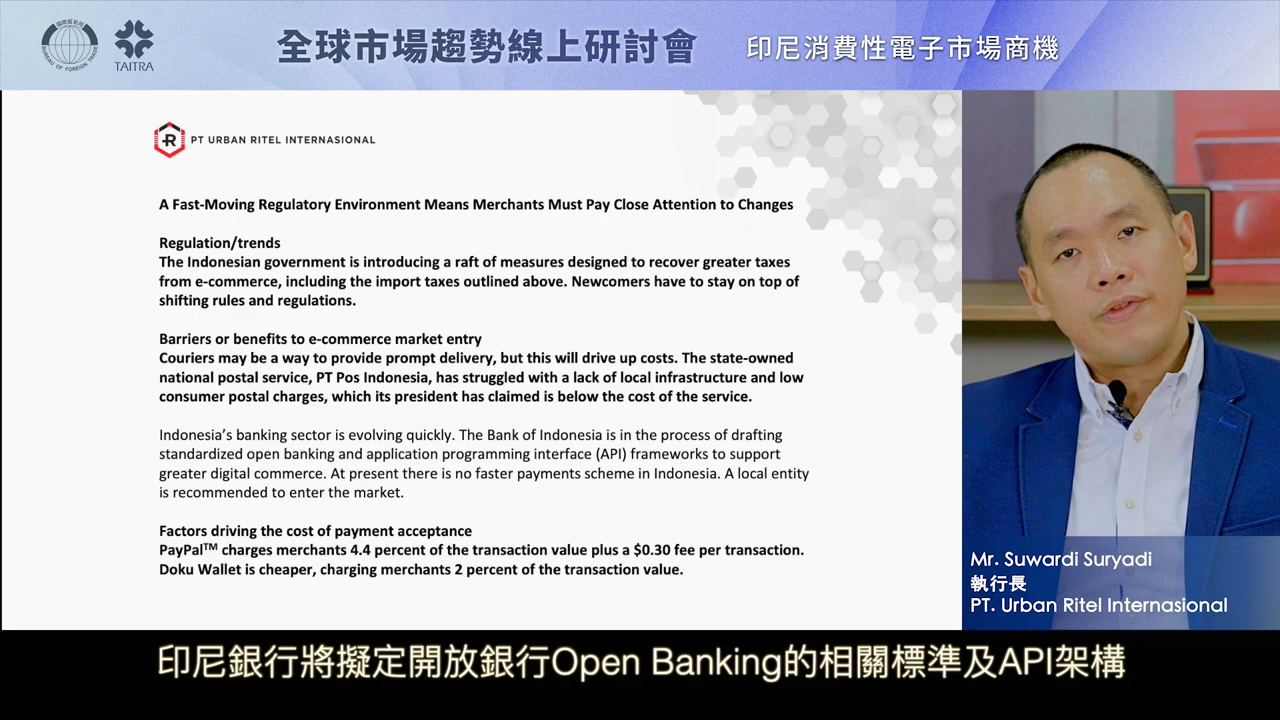 國際貿易局
BUREAU OF FOREIGN TRADE
TAITRA
全球市場趨勢線上研討會
印尼消費性電子市場商機
R
PT URBAN RITEL INTERNASIONAL
A Fast-Moving Regulatory Environment Means Merchants Must Pay Close Attention to Changes
Regulation/trends
The Indonesian government is introducing a raft of measures designed to recover greater taxes
from e-commerce, including the import taxes outlined above. Newcomers have to stay on top of
shifting rules and regulations.
Barriers or benefits to e-commerce market entry
Couriers may be a way to provide prompt delivery, but this will drive up costs. The state-owned
national postal service, PT Pos Indonesia, has struggled with a lack of local infrastructure and low
consumer postal charges, which its president has claimed is below the cost of the service.
Indonesia’s banking sector is evolving quickly. The Bank of Indonesia is in the process of drafting
standardized open banking and application programming interface (API) frameworks to support
greater digital commerce. At present there is no faster payments scheme in Indonesia. A local entity
is recommended to enter the market.
Factors driving the cost of payment acceptance
PayPal™ charges merchants 4.4 percent of the transaction value plus a $0.30 fee per transaction.
Doku Wallet is cheaper, charging merchants 2 percent of the transaction value.
Mr. Suwardi Suryadi
執行長
PT. Urban Ritel Internasional
印尼銀行將擬定開放銀行Open Banking的相關標準及API架構